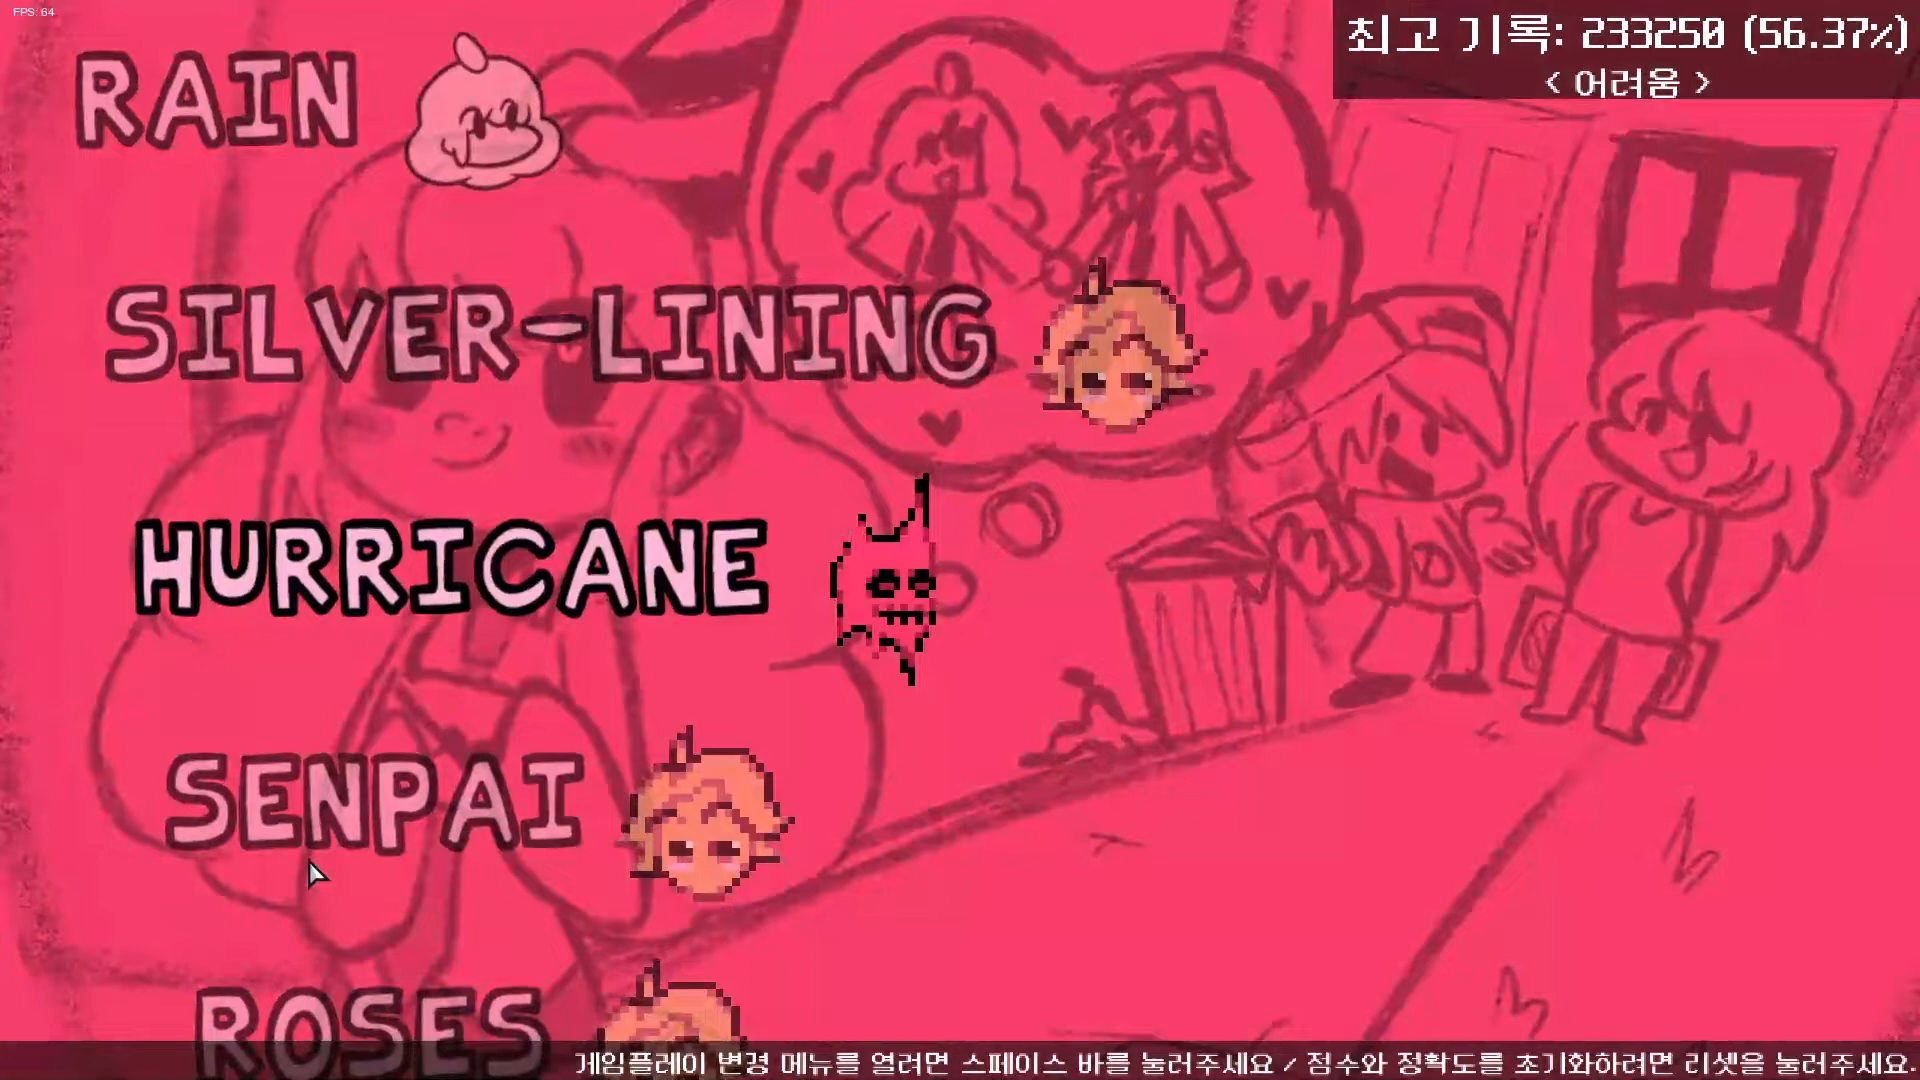 FPS: 64
최고 기록: 233250 (56.37%)
< 어려움 >
RAIN
SILVER-LINING
HURRICANE
SENPAI
ROSES
게임플레이 변경 메뉴를 열려면 스페이스 바를 눌러주세요 / 점수와 정확도를 초기화하려면 리셋을 눌러주세요.